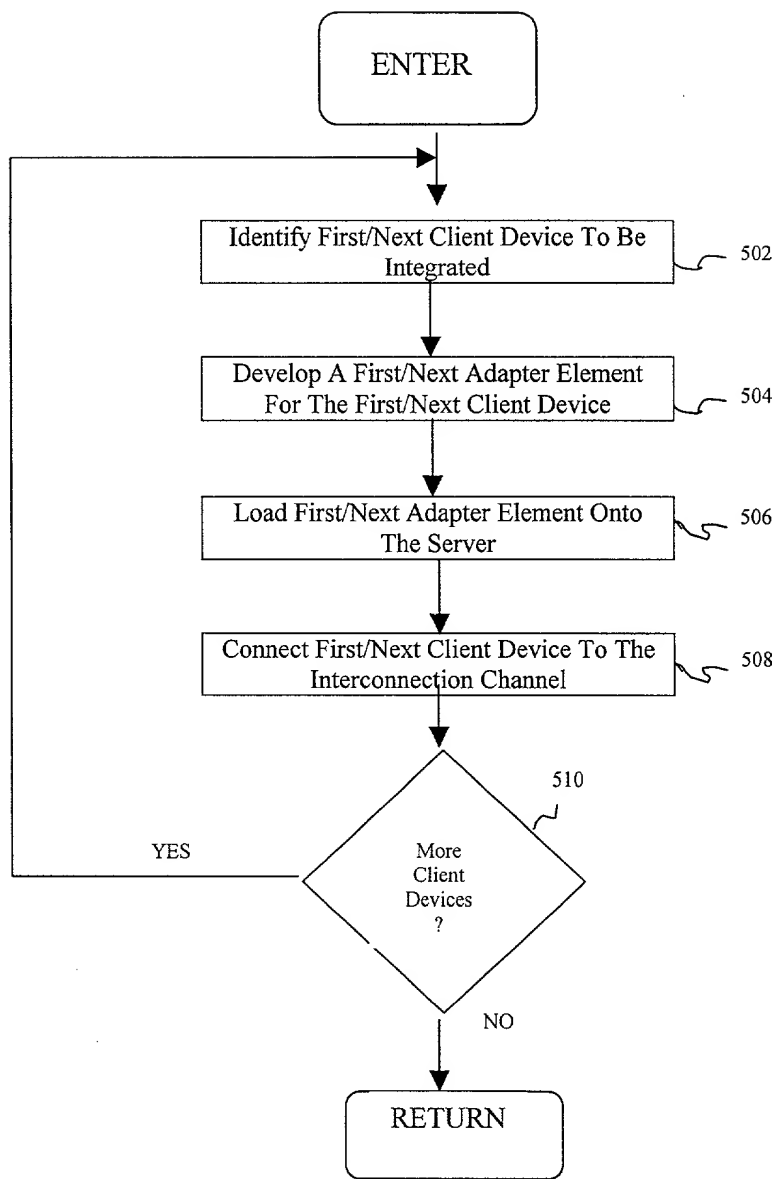 ENTER
Identify First/Next Client Device To Be
Integrated
502
Develop A First/Next Adapter Element
For The First/Next Client Device
504
Load First/Next Adapter Element Onto
The Server
506
Connect First/Next Client Device To The
Interconnection Channel
508
510
YES
More
Client
Devices
?
NO
RETURN